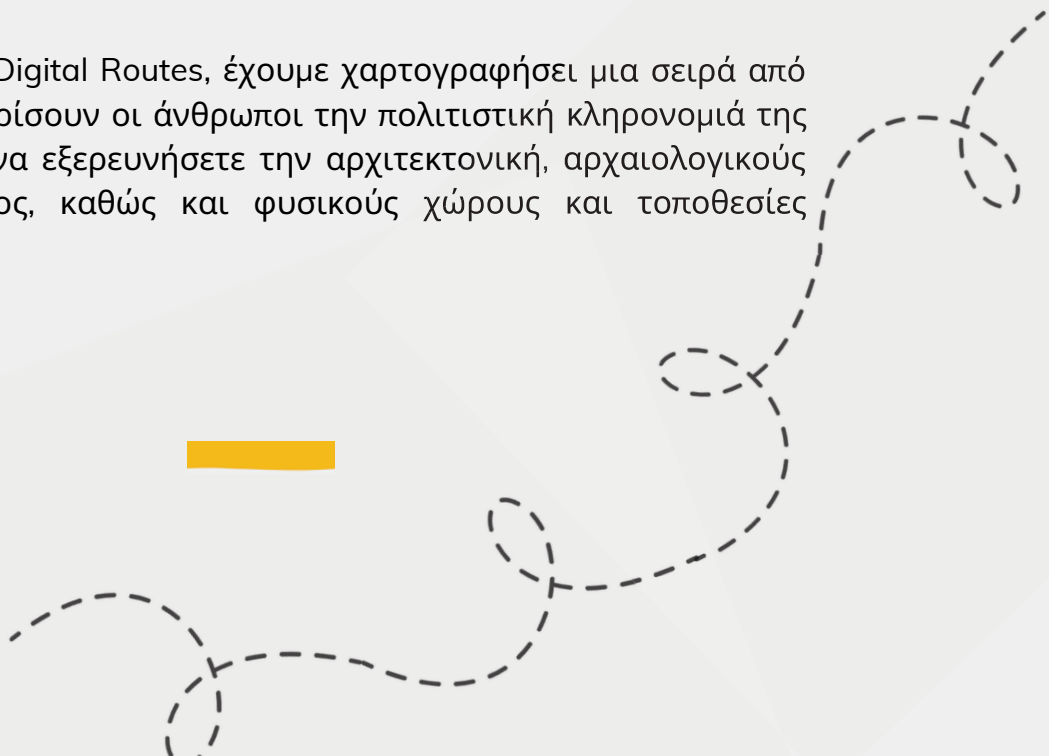 Digital Routes, έχουμε χαρτογραφήσει μια σειρά από
ρίσουν οι άνθρωποι την πολιτιστική κληρονομιά της
να εξερευνήσετε την αρχιτεκτονική, αρχαιολογικούς
ος, καθώς και φυσικούς χώρους και τοποθεσίες